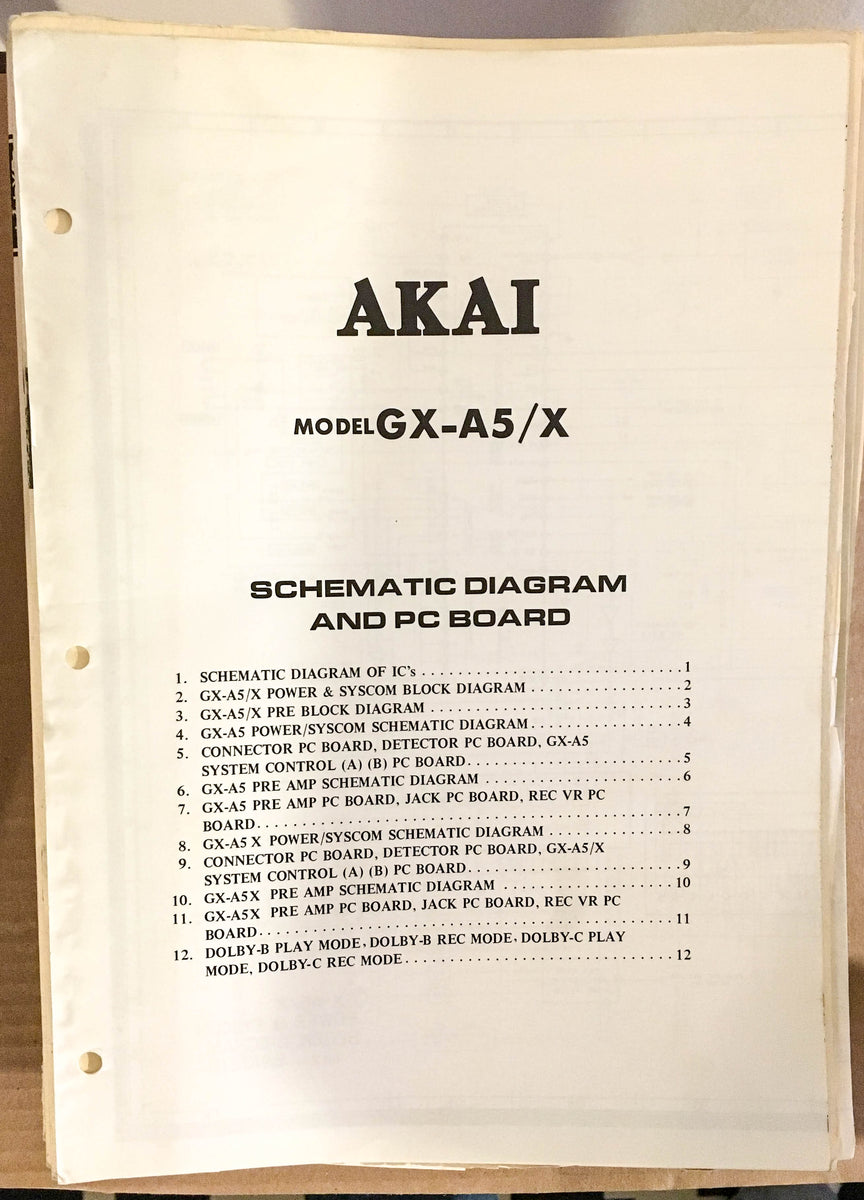 AKAI
MODEL GX-A5/X
SCHEMATIC DIAGRAM
AND PC BOARD
1. SCHEMATIC DIAGRAM OF IC's . . . . . . . . . . . . . . . . . . . . . . . . . . . . . 1
2. GX-A5/X POWER & SYSCOM BLOCK DIAGRAM . . . . . . . . . . . . . . . . . 2
3. GX-A5/X PRE BLOCK DIAGRAM . . . . . . . . . . . . . . . . . . . . . . . . . . . . 3
4. GX-A5 POWER/SYSCOM SCHEMATIC DIAGRAM . . . . . . . . . . . . . . . . . 4
5. CONNECTOR PC BOARD, DETECTOR PC BOARD, GX-A5
SYSTEM CONTROL (A) (B) PC BOARD . . . . . . . . . . . . . . . . . . . . . . . . 5
6. GX-A5 PRE AMP SCHEMATIC DIAGRAM . . . . . . . . . . . . . . . . . . . . . . 6
7. GX-A5 PRE AMP PC BOARD, JACK PC BOARD, REC VR PC
BOARD . . . . . . . . . . . . . . . . . . . . . . . . . . . . . . . . . . . . . . . . . . . . . . . 7
8. GX-A5 X POWER/SYSCOM SCHEMATIC DIAGRAM . . . . . . . . . . . . . . . 8
9. CONNECTOR PC BOARD, DETECTOR PC BOARD, GX-A5/X
SYSTEM CONTROL (A) (B) PC BOARD . . . . . . . . . . . . . . . . . . . . . . . . 9
10. GX-A5X PRE AMP SCHEMATIC DIAGRAM . . . . . . . . . . . . . . . . . . . 10
11. GX-A5X PRE AMP PC BOARD, JACK PC BOARD, REC VR PC
BOARD . . . . . . . . . . . . . . . . . . . . . . . . . . . . . . . . . . . . . . . . . . . . . . 11
12. DOLBY-B PLAY MODE, DOLBY-B REC MODE, DOLBY-C PLAY
MODE, DOLBY-C REC MODE . . . . . . . . . . . . . . . . . . . . . . . . . . . . . . 12